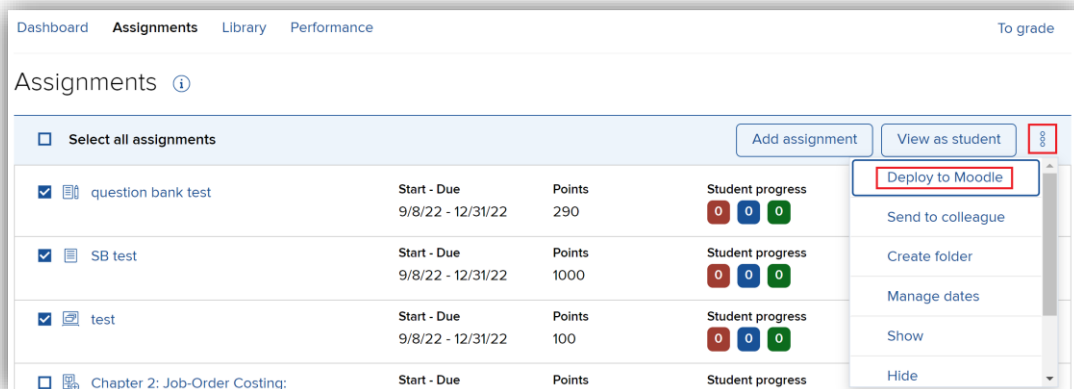 Dashboard Assignments Library Performance To grade
Assignments i
Select all assignments Add assignment View as student
Deploy to Moodle
question bank test Start - Due Points Student progress
9/8/22 - 12/31/22 290 0 0 0
Send to colleague
SB test Start - Due Points Student progress
Create folder
9/8/22 - 12/31/22 1000 0 0 0
Manage dates
test Start - Due Points Student progress
9/8/22 - 12/31/22 100 0 0 0
Show
Chapter 2: Job-Order Costing: Start - Due Points Student progress
Hide